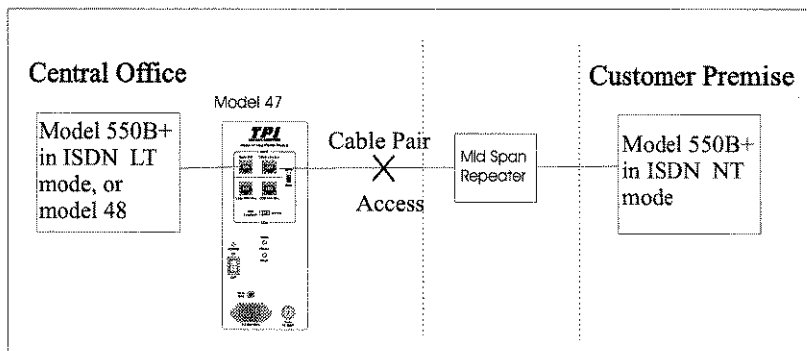 Central Office
Customer Premise
Model 47
Model 550B+
in ISDN LT
mode, or
model 48
TPI
Cable Pair
Access
Mid Span
Repeater
Model 550B+
in ISDN NT
mode